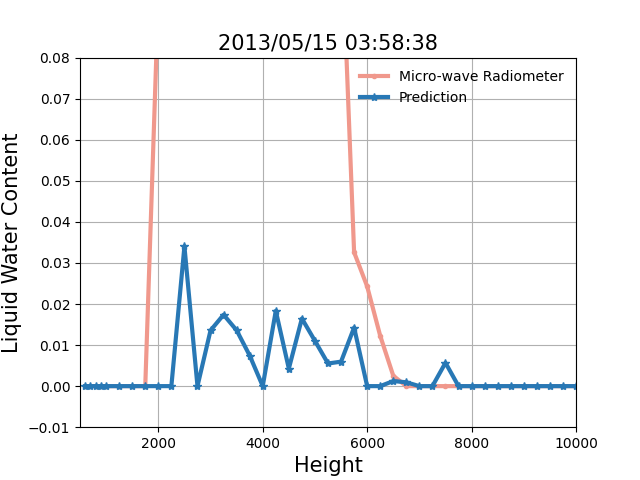 2013/05/15 03:58:38
Micro-wave Radiometer
Prediction
Liquid Water Content
0.08
0.07
0.06
0.05
0.04
0.03
0.02
0.01
0.00
−0.01
2000 4000 6000 8000 10000
Height